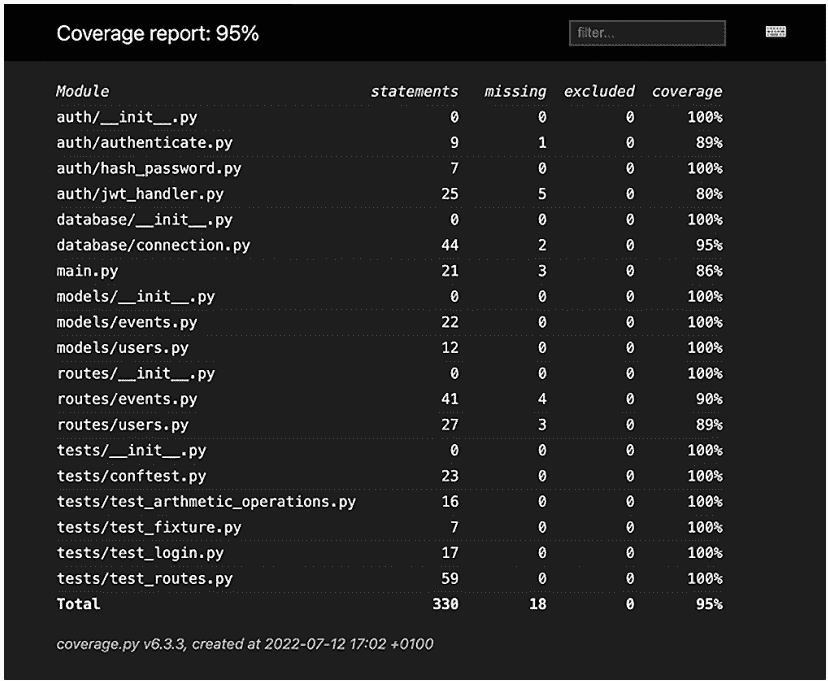 Coverage report: 95%
filter...
Module statements missing excluded coverage
auth/__init__.py 0 0 0 100%
auth/authenticate.py 9 1 0 89%
auth/hash_password.py 7 0 0 100%
auth/jwt_handler.py 25 5 0 80%
database/__init__.py 0 0 0 100%
database/connection.py 44 2 0 95%
main.py 21 3 0 86%
models/__init__.py 0 0 0 100%
models/events.py 22 0 0 100%
models/users.py 12 0 0 100%
routes/__init__.py 0 0 0 100%
routes/events.py 41 4 0 90%
routes/users.py 27 3 0 89%
tests/__init__.py 0 0 0 100%
tests/conftest.py 23 0 0 100%
tests/test_arthmetic_operations.py 16 0 0 100%
tests/test_fixture.py 7 0 0 100%
tests/test_login.py 17 0 0 100%
tests/test_routes.py 59 0 0 100%
Total 330 18 0 95%
coverage.py v6.3.3, created at 2022-07-12 17:02 +0100